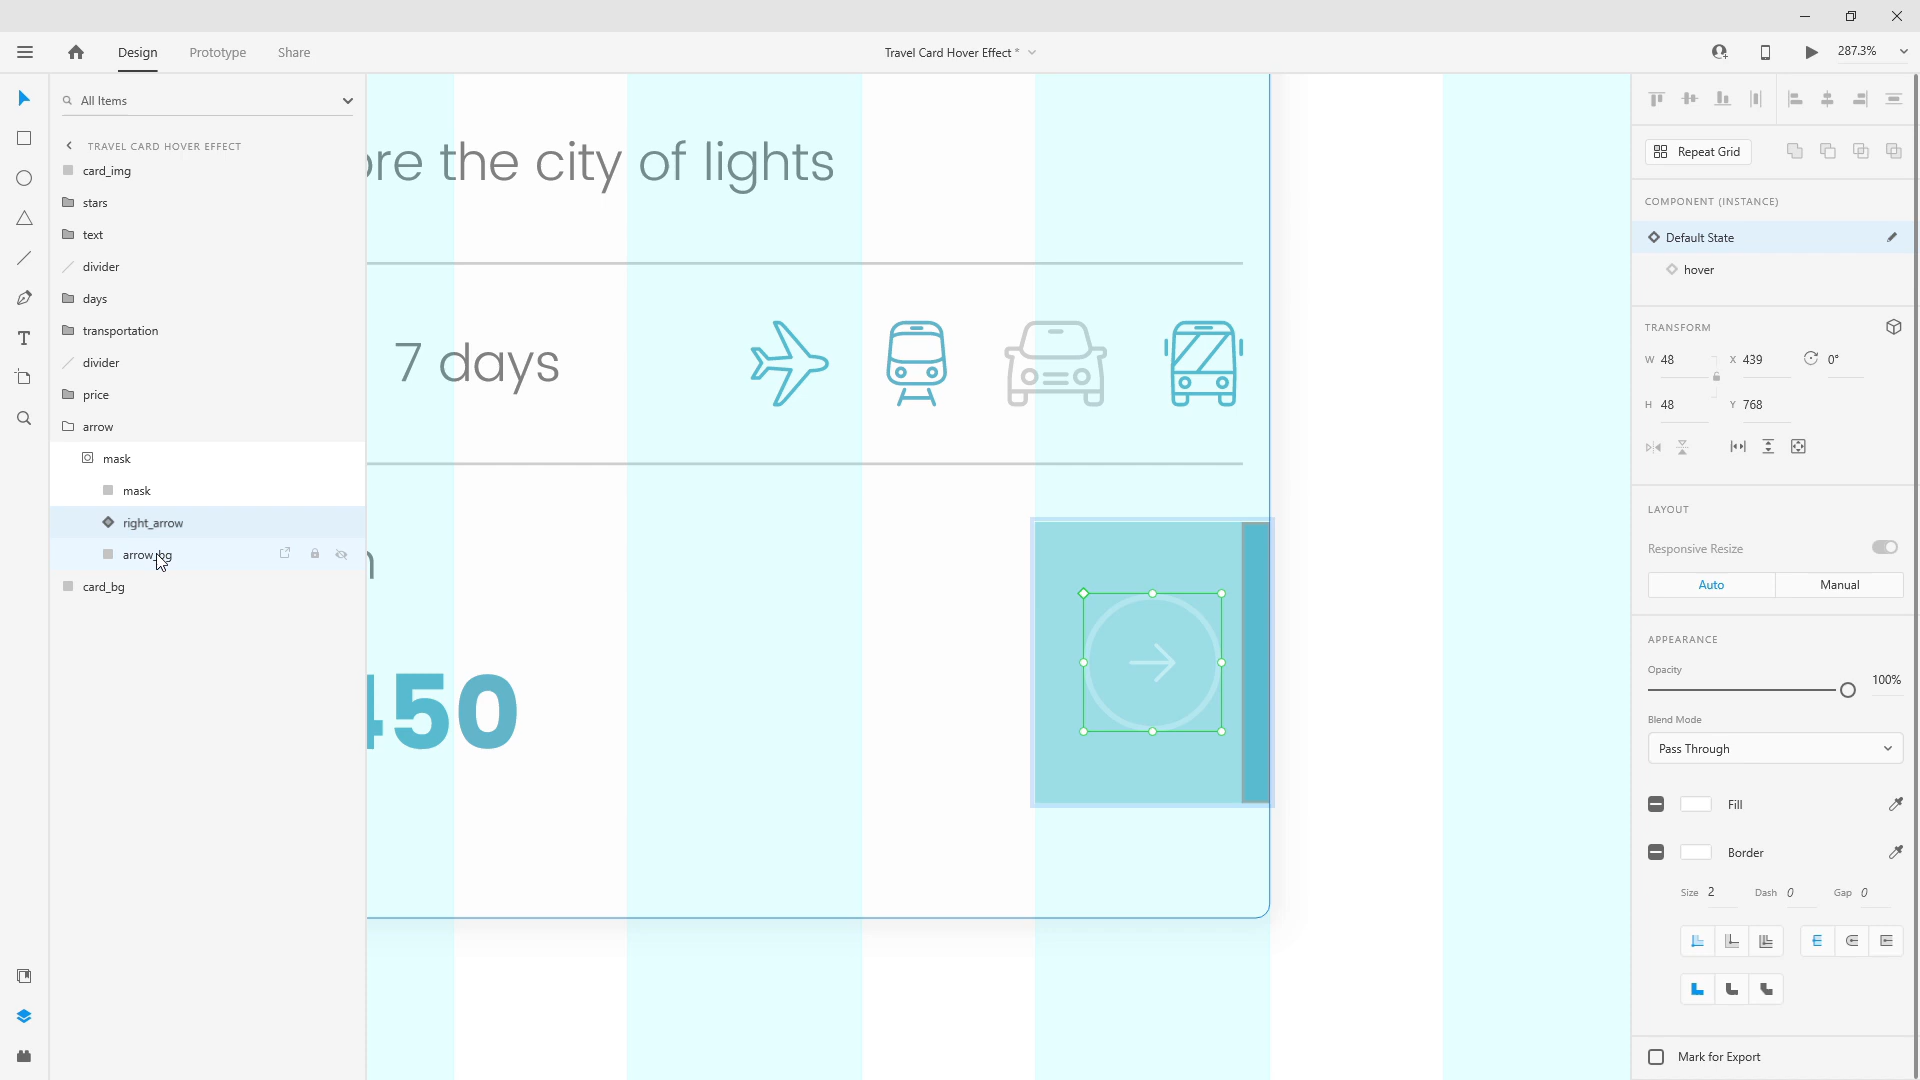 Design
Prototype
Share
Travel Card Hover Effect *
287.3%
All Items
TRAVEL CARD HOVER EFFECT
card_img
stars
text
divider
days
transportation
divider
price
arrow
mask
mask
right_arrow
arrow_bg
card_bg
ore the city of lights
7 days
450
Repeat Grid
COMPONENT (INSTANCE)
Default State
hover
TRANSFORM
W 48
X 439
0°
H 48
Y 768
LAYOUT
Responsive Resize
Auto
Manual
APPEARANCE
Opacity
100%
Blend Mode
Pass Through
Fill
Border
Size 2
Dash 0
Gap 0
Mark for Export